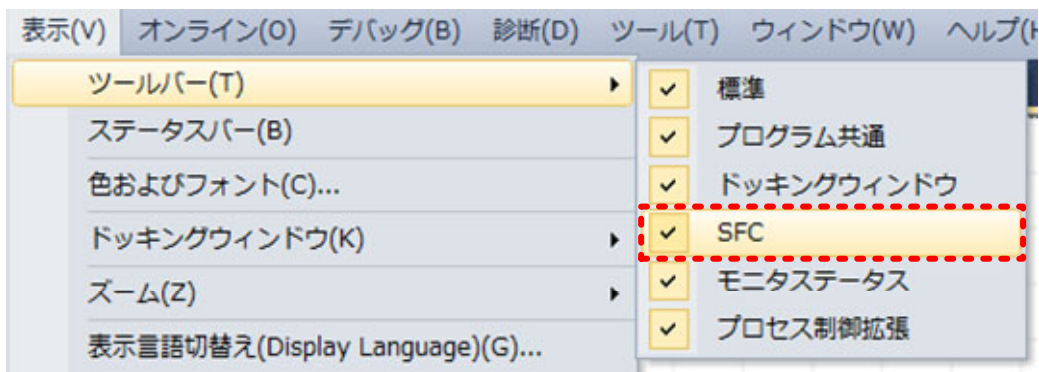 表示(V) オンライン(O) デバッグ(B) 診断(D) ツール(T) ウィンドウ(W) ヘルプ(H
ツールバー(T)
ステータスバー(B)
色およびフォント(C)...
ドッキングウィンドウ(K)
ズーム(Z)
表示言語切替え(Display Language)(G)...
標準
プログラム共通
ドッキングウィンドウ
SFC
モニタステータス
プロセス制御拡張